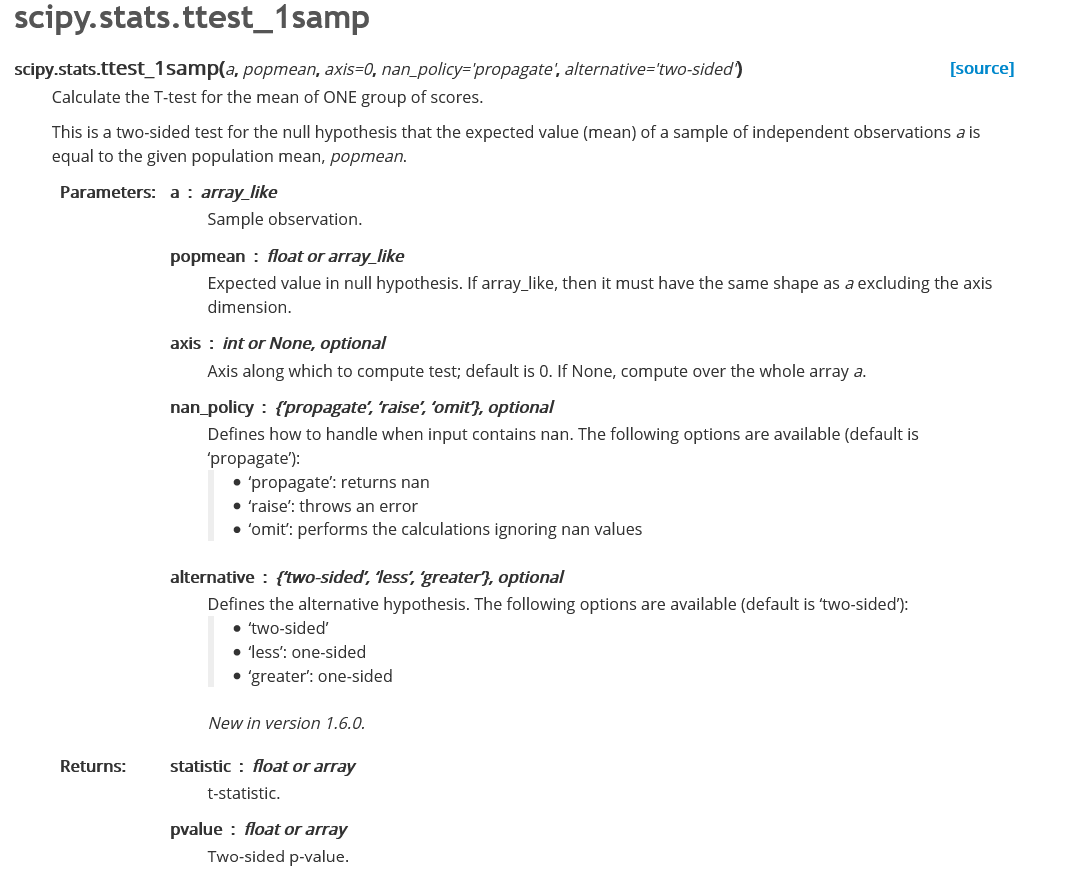 scipy.stats.ttest_1samp
scipy.stats.ttest_1samp(a, popmean, axis=0, nan_policy='propagate', alternative='two-sided') [source]
Calculate the T-test for the mean of ONE group of scores.
This is a two-sided test for the null hypothesis that the expected value (mean) of a sample of independent observations a is
equal to the given population mean, popmean.
Parameters: a : array_like
Sample observation.
popmean : float or array_like
Expected value in null hypothesis. If array_like, then it must have the same shape as a excluding the axis
dimension.
axis : int or None, optional
Axis along which to compute test; default is 0. If None, compute over the whole array a.
nan_policy : {‘propagate’, ‘raise’, ‘omit’}, optional
Defines how to handle when input contains nan. The following options are available (default is
‘propagate’):
• ‘propagate’: returns nan
• ‘raise’: throws an error
• ‘omit’: performs the calculations ignoring nan values
alternative : {‘two-sided’, ‘less’, ‘greater’}, optional
Defines the alternative hypothesis. The following options are available (default is ‘two-sided’):
• ‘two-sided’
• ‘less’: one-sided
• ‘greater’: one-sided
New in version 1.6.0.
Returns: statistic : float or array
t-statistic.
pvalue : float or array
Two-sided p-value.